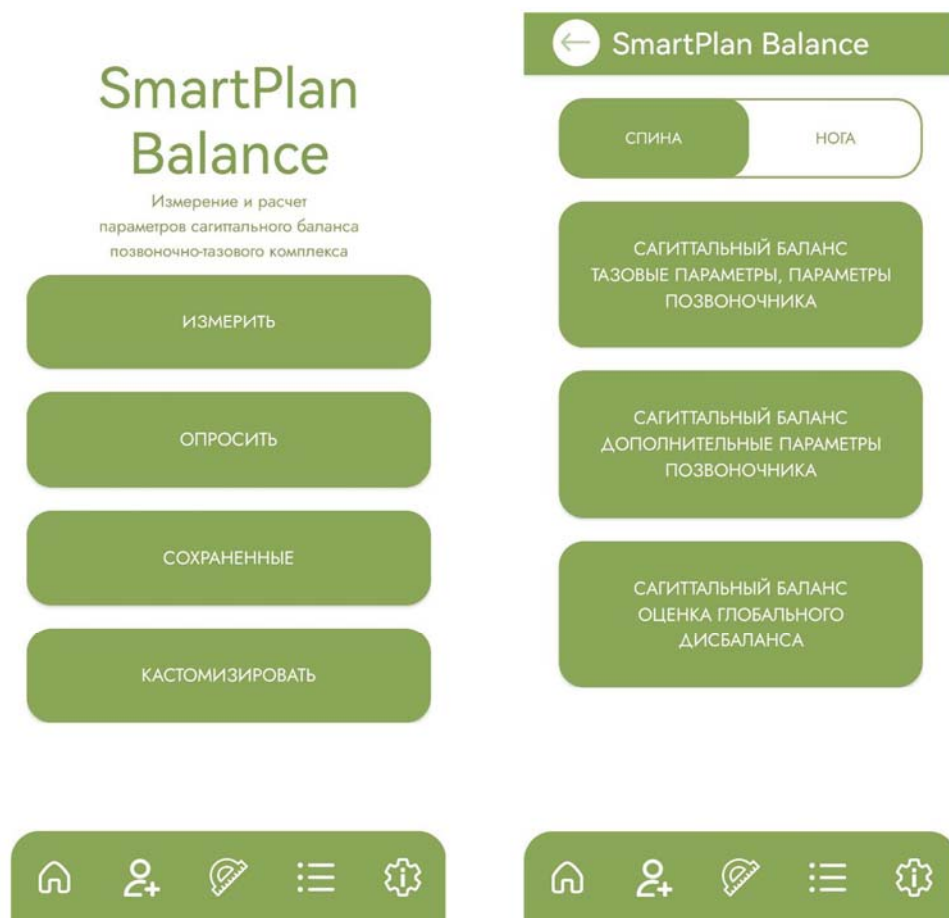 SmartPlan
Balance
Измерение и расчет
параметров сагиттального баланса
позвоночно-тазового комплекса
ИЗМЕРИТЬ
ОПРОСИТЬ
СОХРАНЕННЫЕ
КАСТОМИЗИРОВАТЬ
SmartPlan Balance
СПИНА
НОГА
САГИТТАЛЬНЫЙ БАЛАНС
ТАЗОВЫЕ ПАРАМЕТРЫ, ПАРАМЕТРЫ
ПОЗВОНОЧНИКА
САГИТТАЛЬНЫЙ БАЛАНС
ДОПОЛНИТЕЛЬНЫЕ ПАРАМЕТРЫ
ПОЗВОНОЧНИКА
САГИТТАЛЬНЫЙ БАЛАНС
ОЦЕНКА ГЛОБАЛЬНОГО
ДИСБАЛАНСА